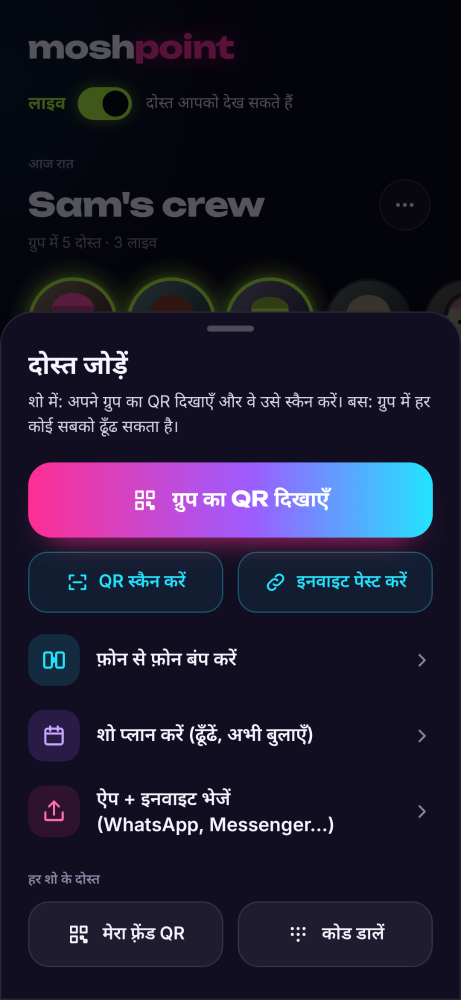 moshpoint
लाइव
दोस्त आपको देख सकते हैं
आज रात
Sam's crew
ग्रुप में 5 दोस्त · 3 लाइव
दोस्त जोड़ें
शो में: अपने ग्रुप का QR दिखाएँ और वे उसे स्कैन करें। बस: ग्रुप में हर
कोई सबको ढूँढ सकता है।
ग्रुप का QR दिखाएँ
QR स्कैन करें
इनवाइट पेस्ट करें
फ़ोन से फ़ोन बंप करें
शो प्लान करें (ढूँढें, अभी बुलाएँ)
ऐप + इनवाइट भेजें
(WhatsApp, Messenger…)
हर शो के दोस्त
मेरा फ़्रेंड QR
कोड डालें